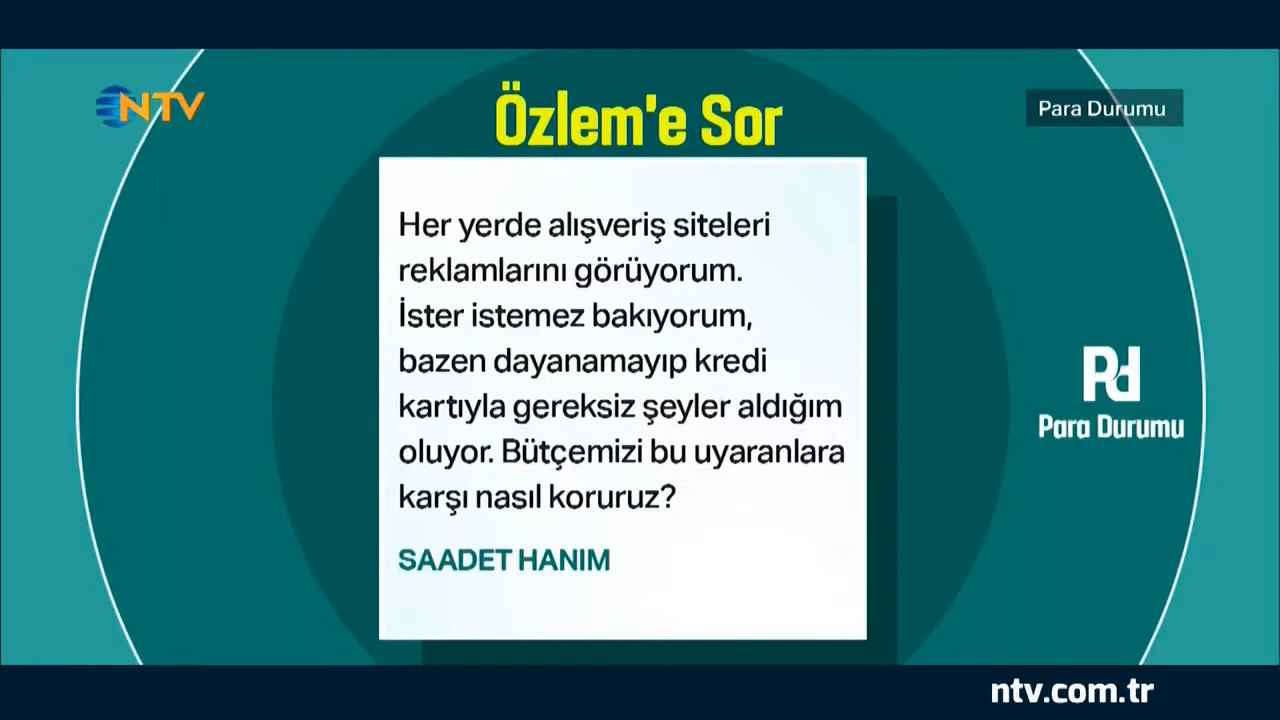 NTV
Özlem'e Sor
Para Durumu
Her yerde alışveriş siteleri
reklamlarını görüyorum.
İster istemez bakıyorum,
bazen dayanamayıp kredi
kartıyla gereksiz şeyler aldığım
oluyor. Bütçemizi bu uyaranlara
karşı nasıl koruruz?
SAADET HANIM
Pd
Para Durumu
ntv.com.tr